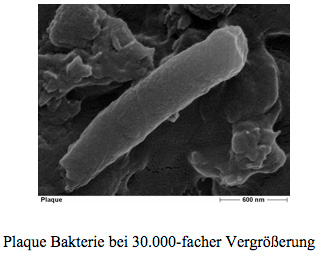 Plaque 600 nm
Plaque Bakterie bei 30.000-facher Vergrößerung